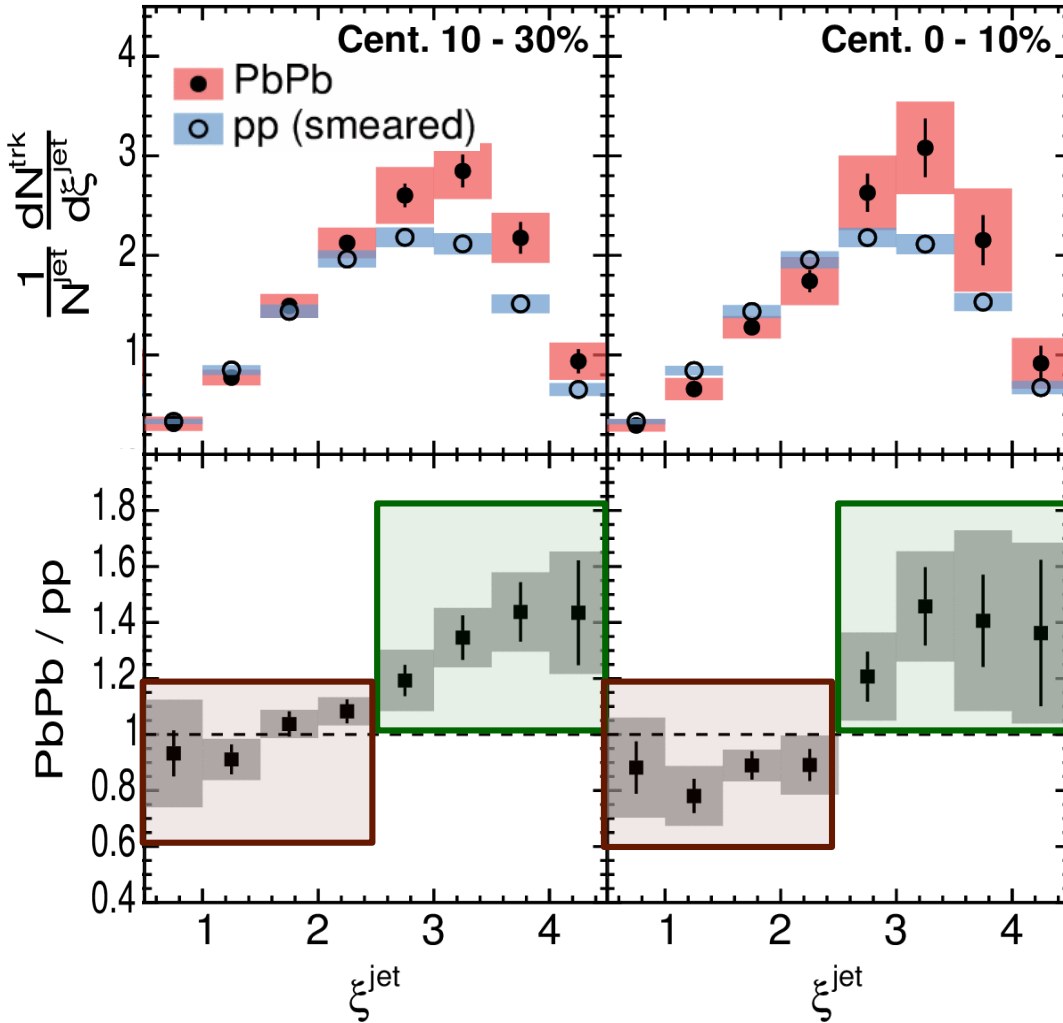 Cent. 10 - 30%
Cent. 0 - 10%
PbPb
pp (smeared)
4
3
2
1
1/N^jet dN^trk/dξ^jet
1.8
1.6
1.4
1.2
1
0.8
0.6
0.4
PbPb / pp
1 2 3 4
1 2 3 4
ξ^jet
ξ^jet